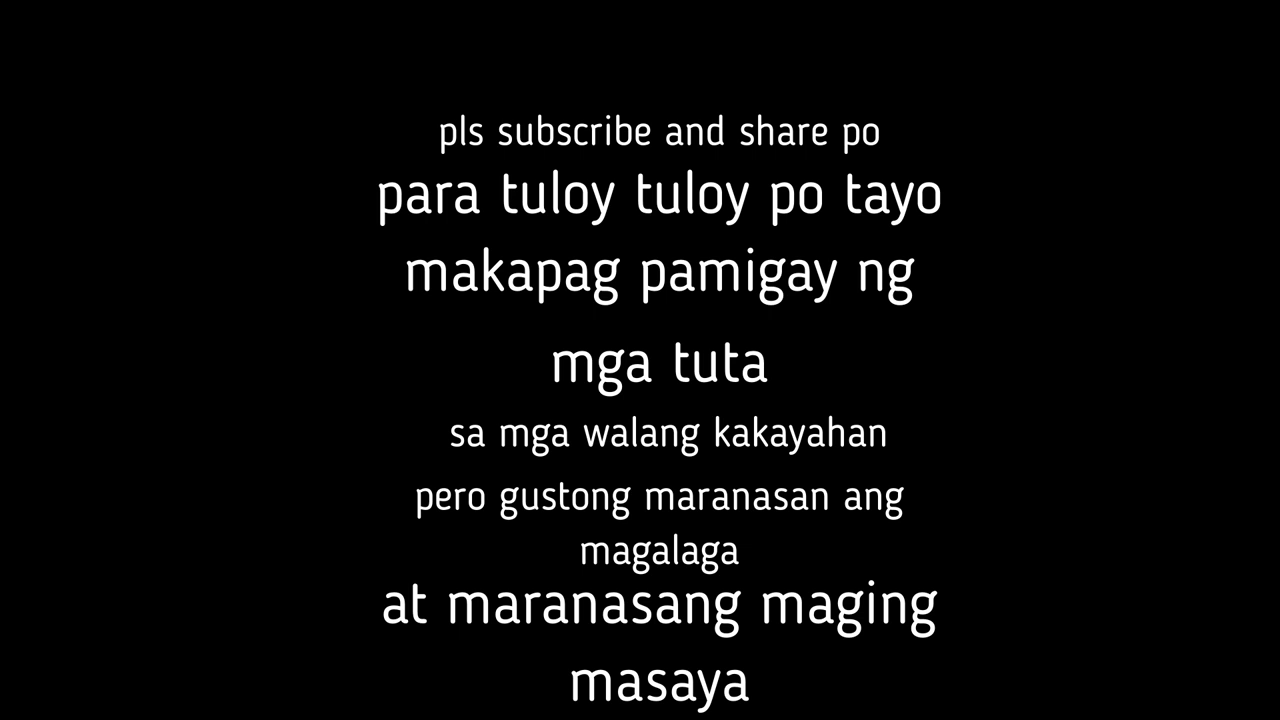 pls subscribe and share po
para tuloy tuloy po tayo
makapag pamigay ng
mga tuta
sa mga walang kakayahan
pero gustong maranasan ang
magalaga
at maranasang maging
masaya